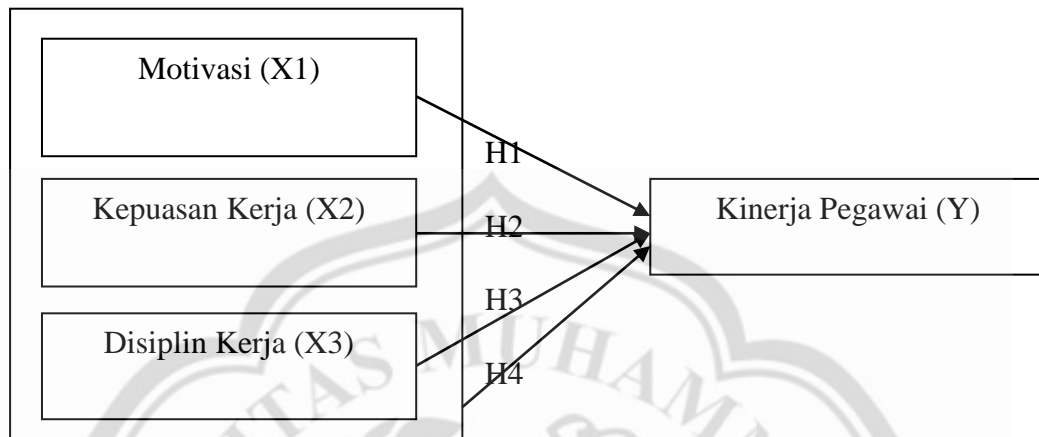 Motivasi (X1)
H1
Kepuasan Kerja (X2)
H2
Kinerja Pegawai (Y)
H3
Disiplin Kerja (X3)
H4